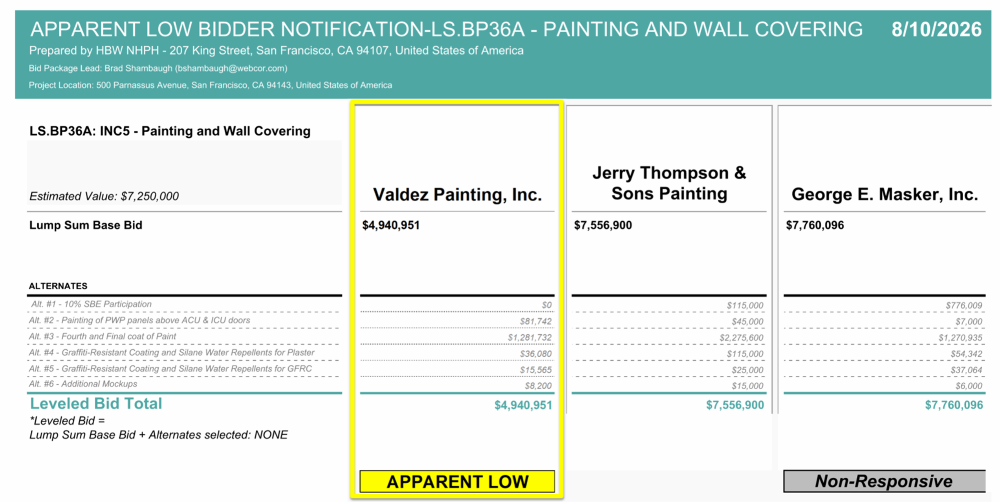 APPARENT LOW BIDDER NOTIFICATION-LS.BP36A - PAINTING AND WALL COVERING 8/10/2026
Prepared by HBW NHPH - 207 King Street, San Francisco, CA 94107, United States of America
Bid Package Lead: Brad Shambaugh (bshambaugh@webcor.com)
Project Location: 500 Parnassus Avenue, San Francisco, CA 94143, United States of America
LS.BP36A: INC5 - Painting and Wall Covering
Jerry Thompson &
Estimated Value: $7,250,000 Valdez Painting, Inc. Sons Painting George E. Masker, Inc.
Lump Sum Base Bid $4,940,951 $7,556,900 $7,760,096
ALTERNATES
Alt. #1 - 10% SBE Participation $0 $115,000 $776,009
Alt. #2 - Painting of PWP panels above ACU & ICU doors $81,742 $45,000 $7,000
Alt. #3 - Fourth and Final coat of Paint $1,281,732 $2,275,600 $1,270,935
Alt. #4 - Graffiti-Resistant Coating and Silane Water Repellents for Plaster $36,080 $115,000 $54,342
Alt. #5 - Graffiti-Resistant Coating and Silane Water Repellents for GFRC $15,565 $25,000 $37,064
Alt. #6 - Additional Mockups $8,200 $15,000 $6,000
Leveled Bid Total $4,940,951 $7,556,900 $7,760,096
*Leveled Bid =
Lump Sum Base Bid + Alternates selected: NONE
APPARENT LOW Non-Responsive